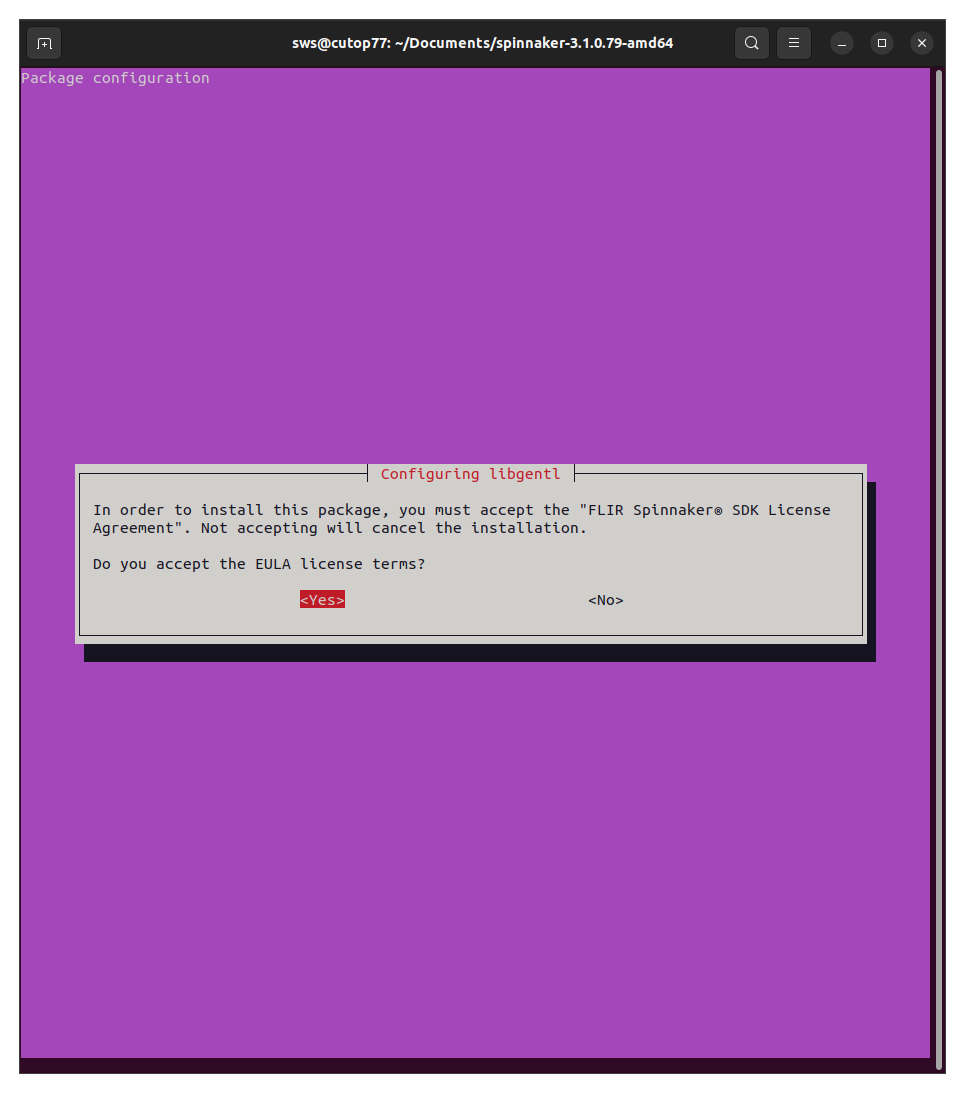 sws@cutop77: ~/Documents/spinnaker-3.1.0.79-amd64
Package configuration
Configuring libgentl
In order to install this package, you must accept the "FLIR Spinnaker® SDK License
Agreement". Not accepting will cancel the installation.
Do you accept the EULA license terms?
<Yes> <No>